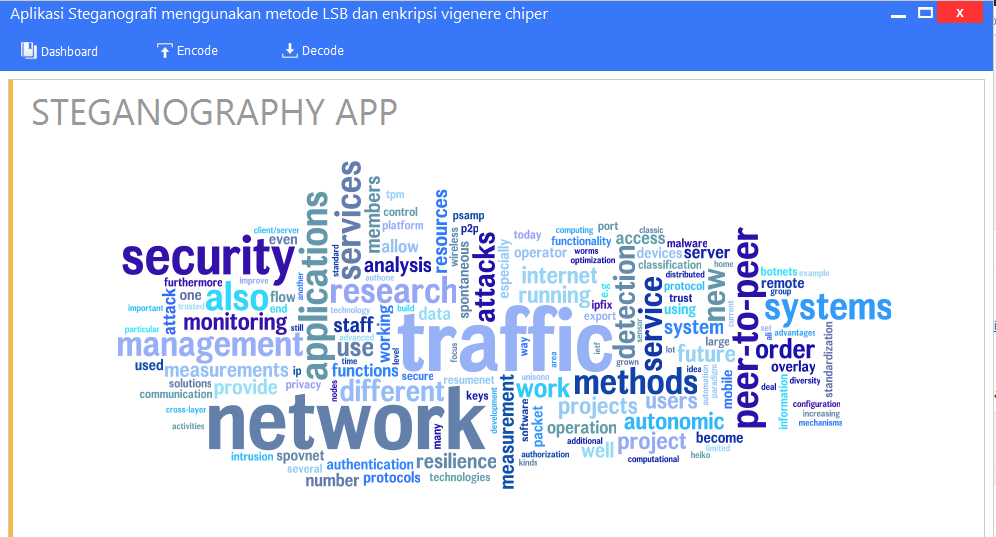 Aplikasi Steganografi menggunakan metode LSB dan enkripsi vigenere chiper
x
Dashboard
Encode
Decode
STEGANOGRAPHY APP
services
members
tpm
control
platform
allow
resources
psamp
p2p
wireless
spontaneous
attacks
especially
today
operator
computing
functionality
worms
optimization
port
access
classic
devices
malware
server
classification
distributed
home
client/server
even
security
applications
standard
analysis
authone
internet
running
e.g
ipfix
export
detection
sensor
service
protocol
trust
using
new
current
peer-to-peer
botnets
example
remote
group
systems
furthermore
improve
another
important
attack
one
also
flow
end
research
technology
build
data
particular
monitoring
still
staff
advanced
working
traffic
way
area
ietf
grown
system
large
set
ali
advantages
standardization
management
use
time
level
focus
lot
future
order
overlay
used
measurements
ip
functions
secure
resumenet
unisono
idea
automation
paradigm
mobile
deal
diversity
solutions
communication
provide
privacy
nodes
different
keys
development
measurement
work
methods
projects
users
information
configuration
increasing
mechanisms
cross-layer
activities
network
many
software
packet
operation
autonomic
additional
well
project
become
limited
intrusion
spovnet
several
authentication
resilience
authorization
kinds
computational
heiko
number
protocols
technologies